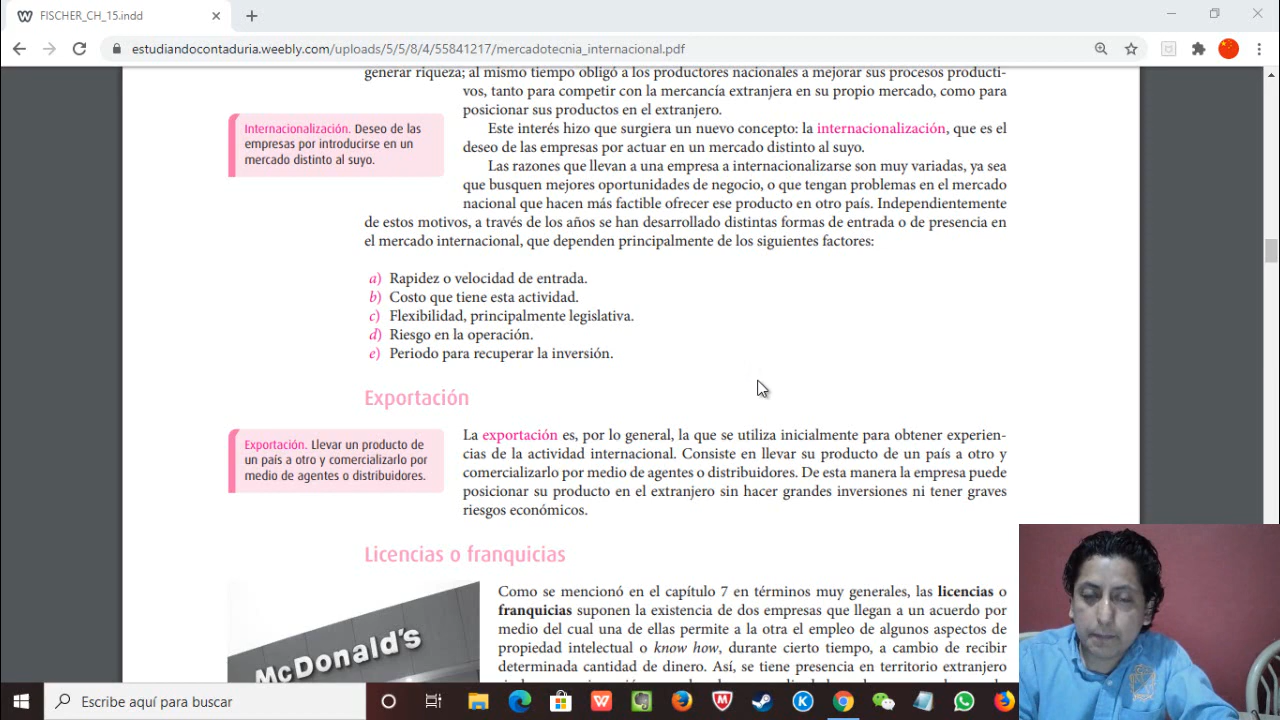 FISCHER_CH_15.indd
estudiandocontaduria.weebly.com/uploads/5/5/8/4/55841217/mercadotecnia_internacional.pdf
generar riqueza; al mismo tiempo obligó a los productores nacionales a mejorar sus procesos producti-
vos, tanto para competir con la mercancía extranjera en su propio mercado, como para
posicionar sus productos en el extranjero.
Internacionalización. Deseo de las
empresas por introducirse en un
mercado distinto al suyo.
Este interés hizo que surgiera un nuevo concepto: la internacionalización, que es el
deseo de las empresas por actuar en un mercado distinto al suyo.
Las razones que llevan a una empresa a internacionalizarse son muy variadas, ya sea
que busquen mejores oportunidades de negocio, o que tengan problemas en el mercado
nacional que hacen más factible ofrecer ese producto en otro país. Independientemente
de estos motivos, a través de los años se han desarrollado distintas formas de entrada o de presencia en
el mercado internacional, que dependen principalmente de los siguientes factores:
a) Rapidez o velocidad de entrada.
b) Costo que tiene esta actividad.
c) Flexibilidad, principalmente legislativa.
d) Riesgo en la operación.
e) Periodo para recuperar la inversión.
Exportación
Exportación. Llevar un producto de
un país a otro y comercializarlo por
medio de agentes o distribuidores.
La exportación es, por lo general, la que se utiliza inicialmente para obtener experien-
cias de la actividad internacional. Consiste en llevar su producto de un país a otro y
comercializarlo por medio de agentes o distribuidores. De esta manera la empresa puede
posicionar su producto en el extranjero sin hacer grandes inversiones ni tener graves
riesgos económicos.
Licencias o franquicias
McDonald's
Como se mencionó en el capítulo 7 en términos muy generales, las licencias o
franquicias suponen la existencia de dos empresas que llegan a un acuerdo por
medio del cual una de ellas permite a la otra el empleo de algunos aspectos de
propiedad intelectual o know how, durante cierto tiempo, a cambio de recibir
determinada cantidad de dinero. Así, se tiene presencia en territorio extranjero
Escribe aquí para buscar